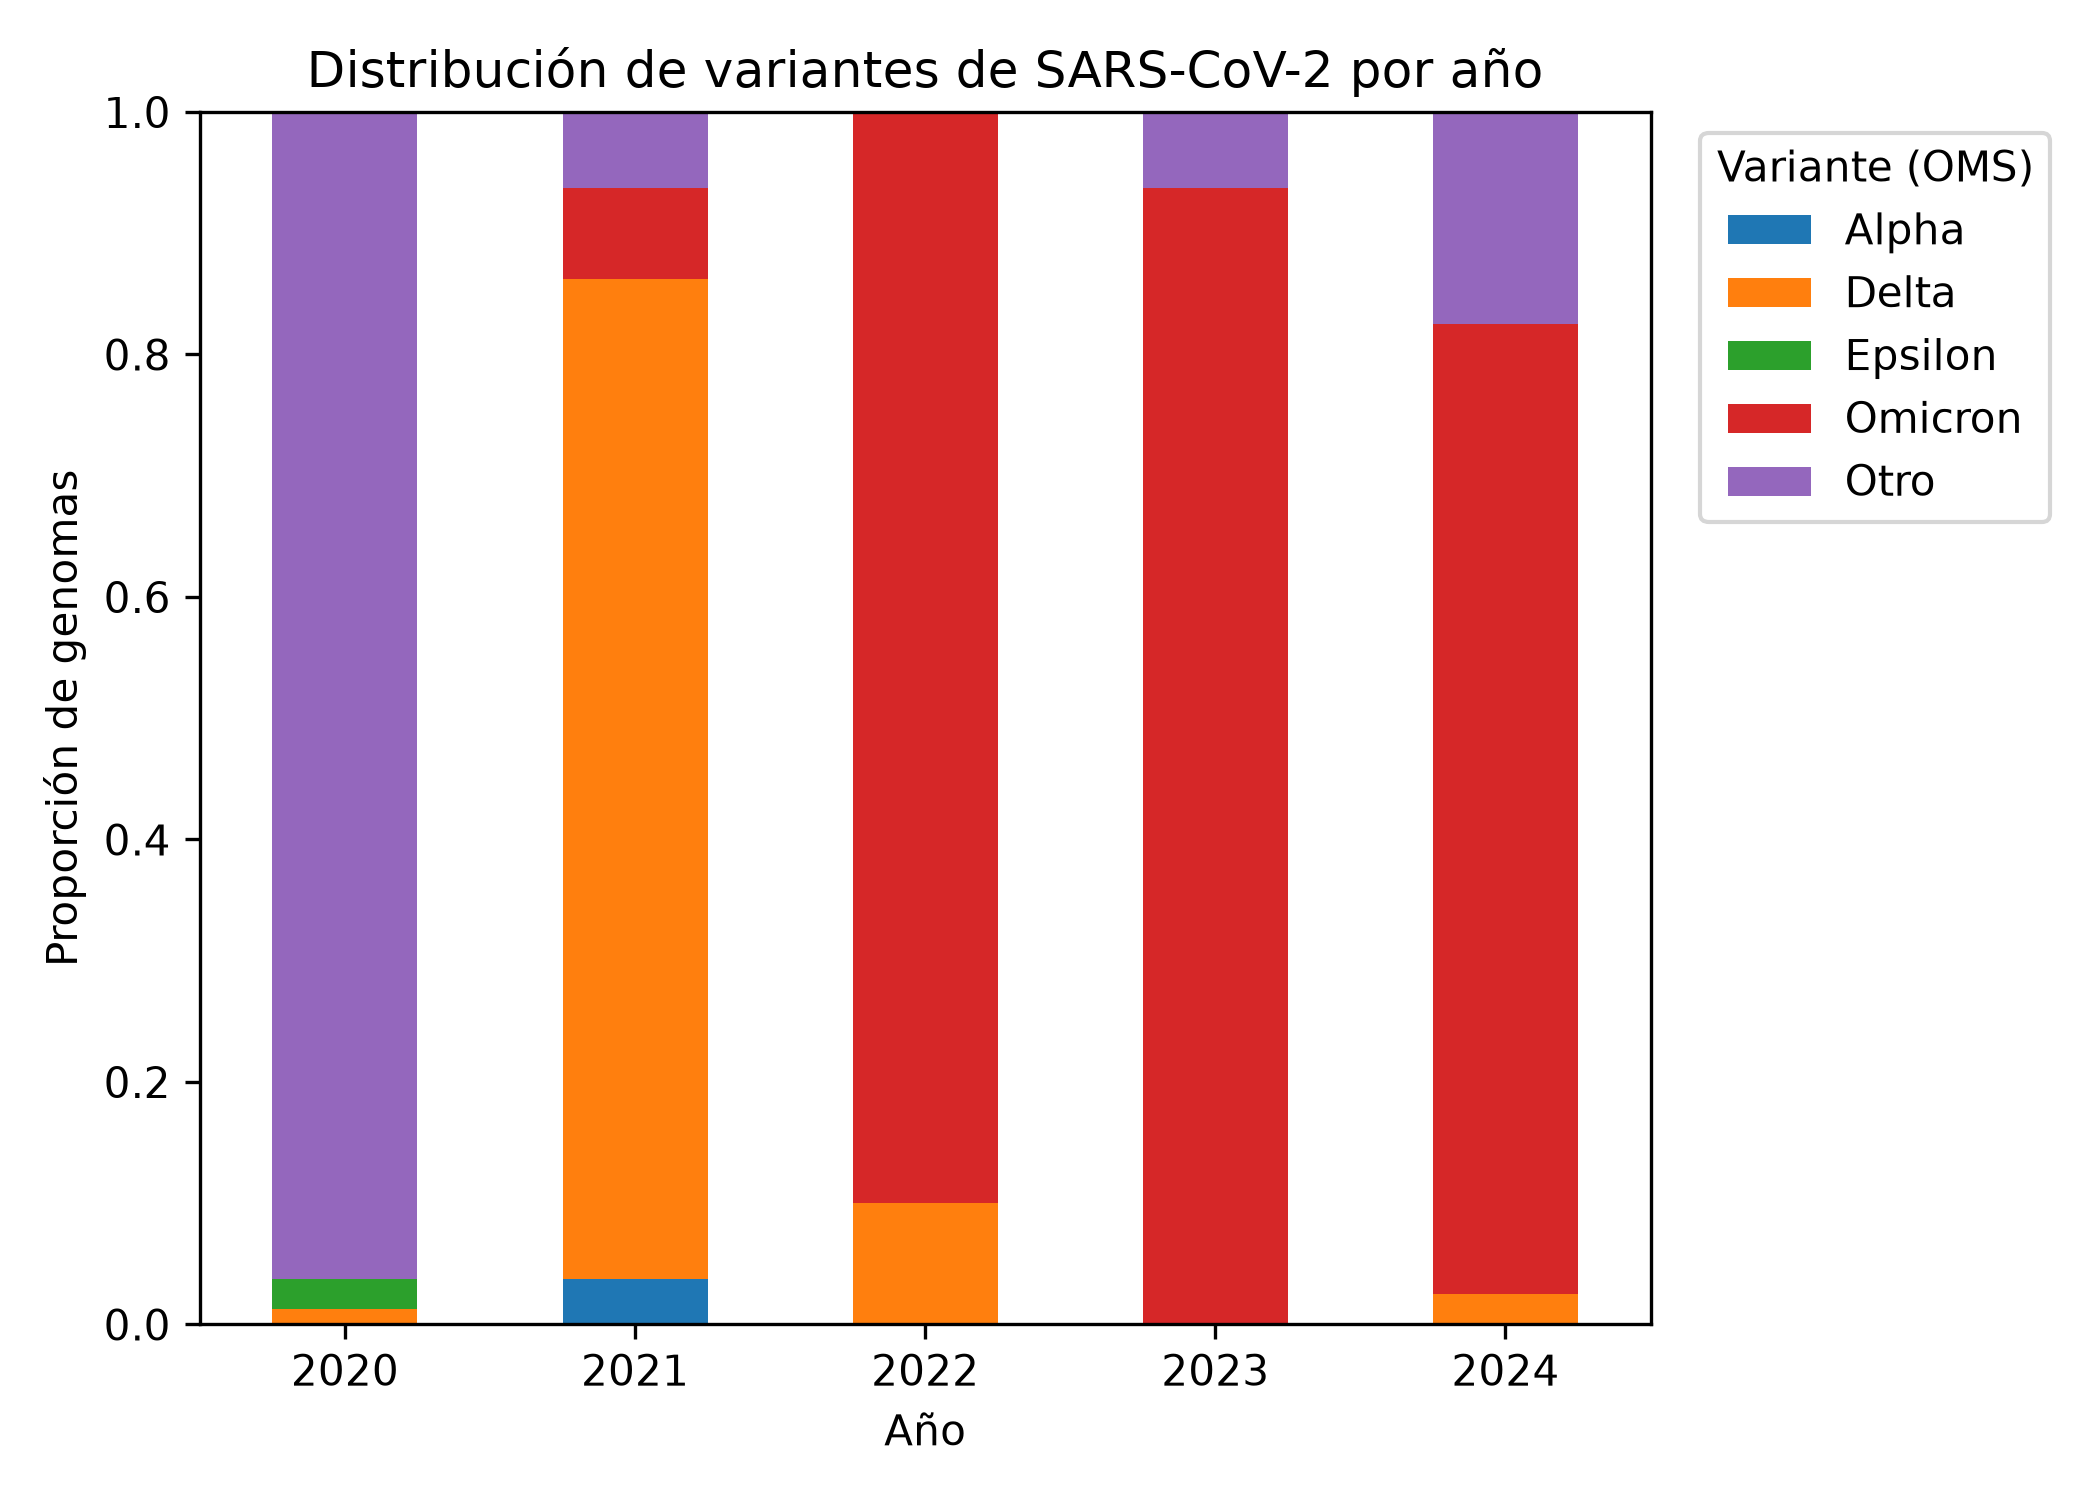 Distribución de variantes de SARS-CoV-2 por año
1.0
0.8
0.6
0.4
0.2
0.0
Proporción de genomas
2020 2021 2022 2023 2024
Año
Variante (OMS)
Alpha
Delta
Epsilon
Omicron
Otro